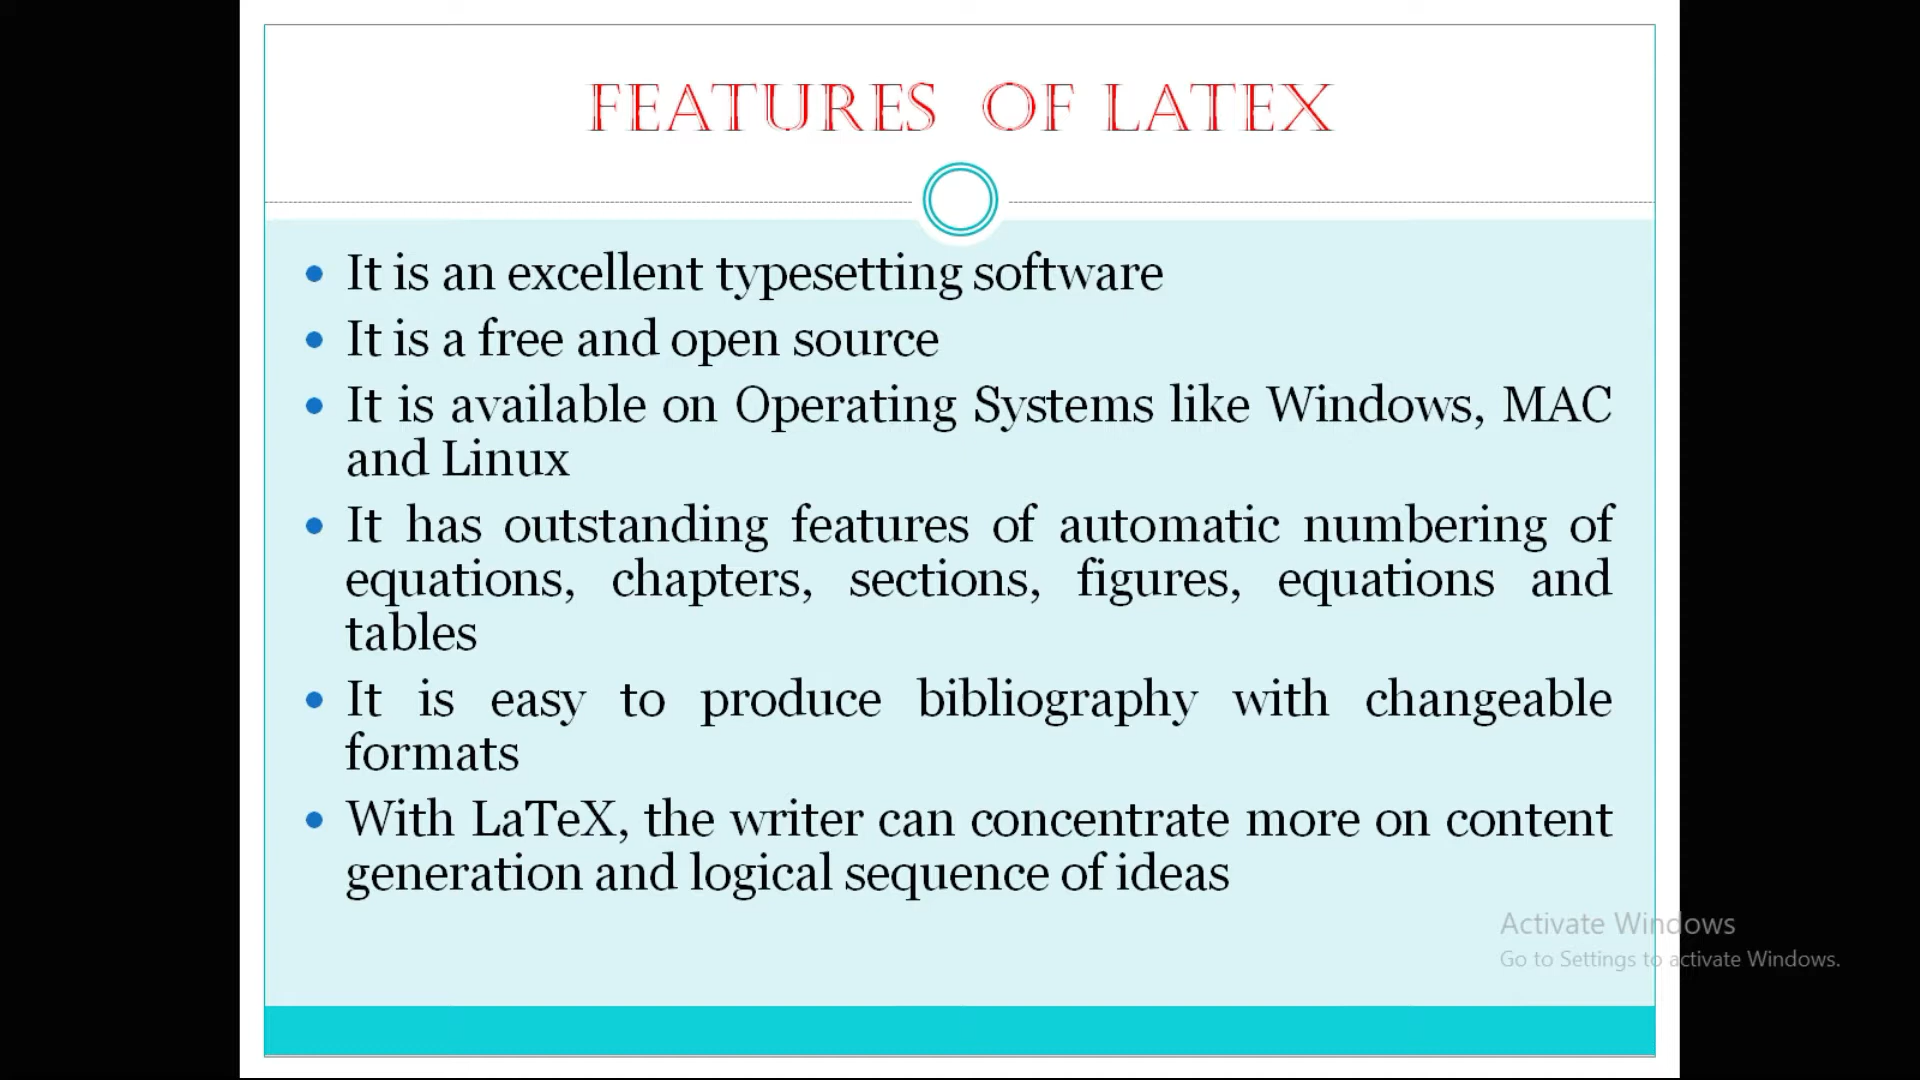 FEATURES OF LATEX
• It is an excellent typesetting software
• It is a free and open source
• It is available on Operating Systems like Windows, MAC
and Linux
• It has outstanding features of automatic numbering of
equations, chapters, sections, figures, equations and
tables
• It is easy to produce bibliography with changeable
formats
• With LaTeX, the writer can concentrate more on content
generation and logical sequence of ideas
Activate Windows
Go to Settings to activate Windows.